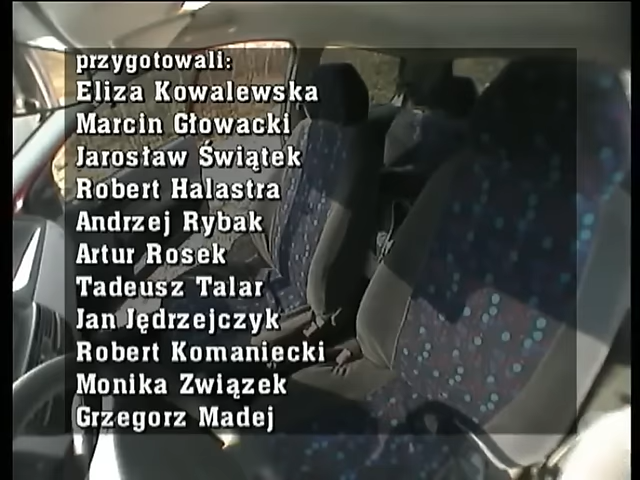 przygotowali:
Eliza Kowalewska
Marcin Głowacki
Jarosław Świątek
Robert Halastra
Andrzej Rybak
Artur Rosek
Tadeusz Talar
Jan Jędrzejczyk
Robert Komaniecki
Monika Związek
Grzegorz Madej